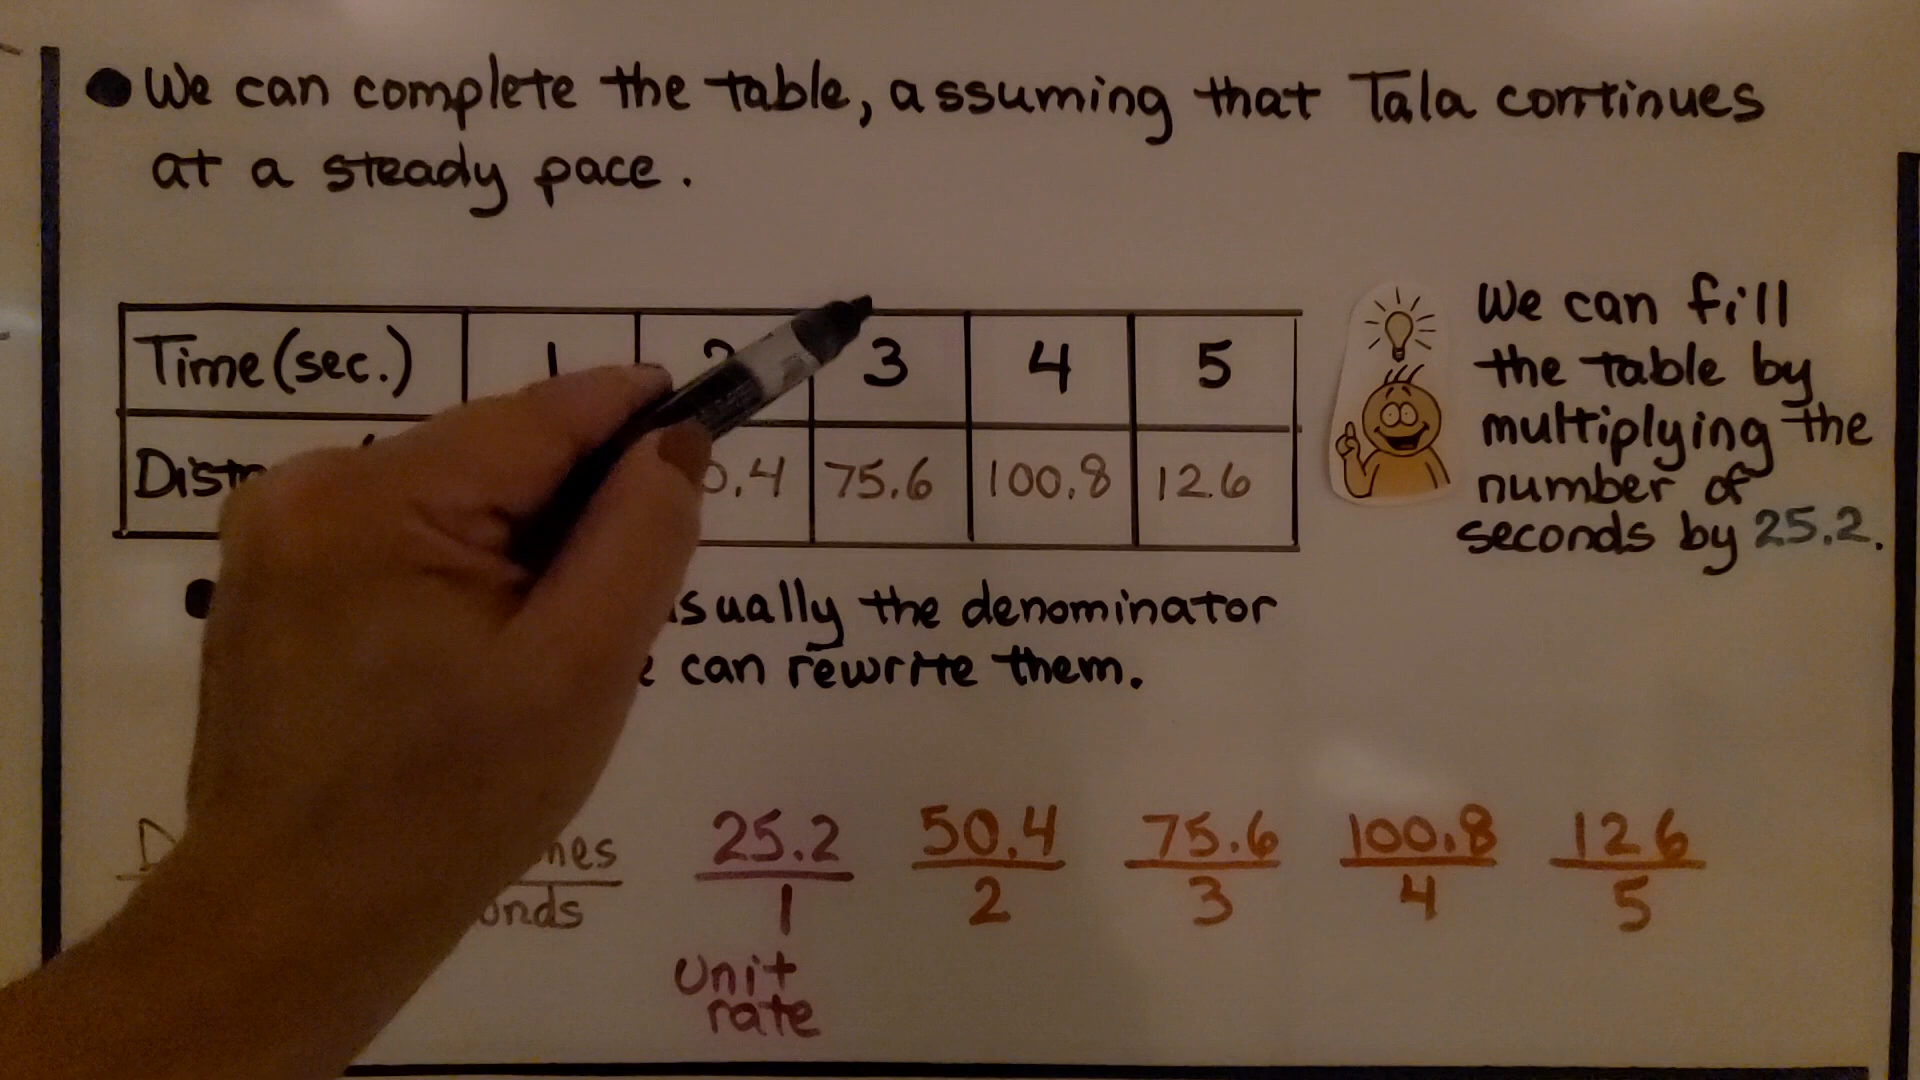 We can complete the table, assuming that Tala continues
at a steady pace.
Time (sec.) 1 2 3 4 5
75.6 100.8 126
We can fill
the table by
multiplying the
number of
seconds by 25.2.
the denominator
can rewrite them.
25.2 50.4 75.6 100.8 126
1 2 3 4 5
Unit
rate